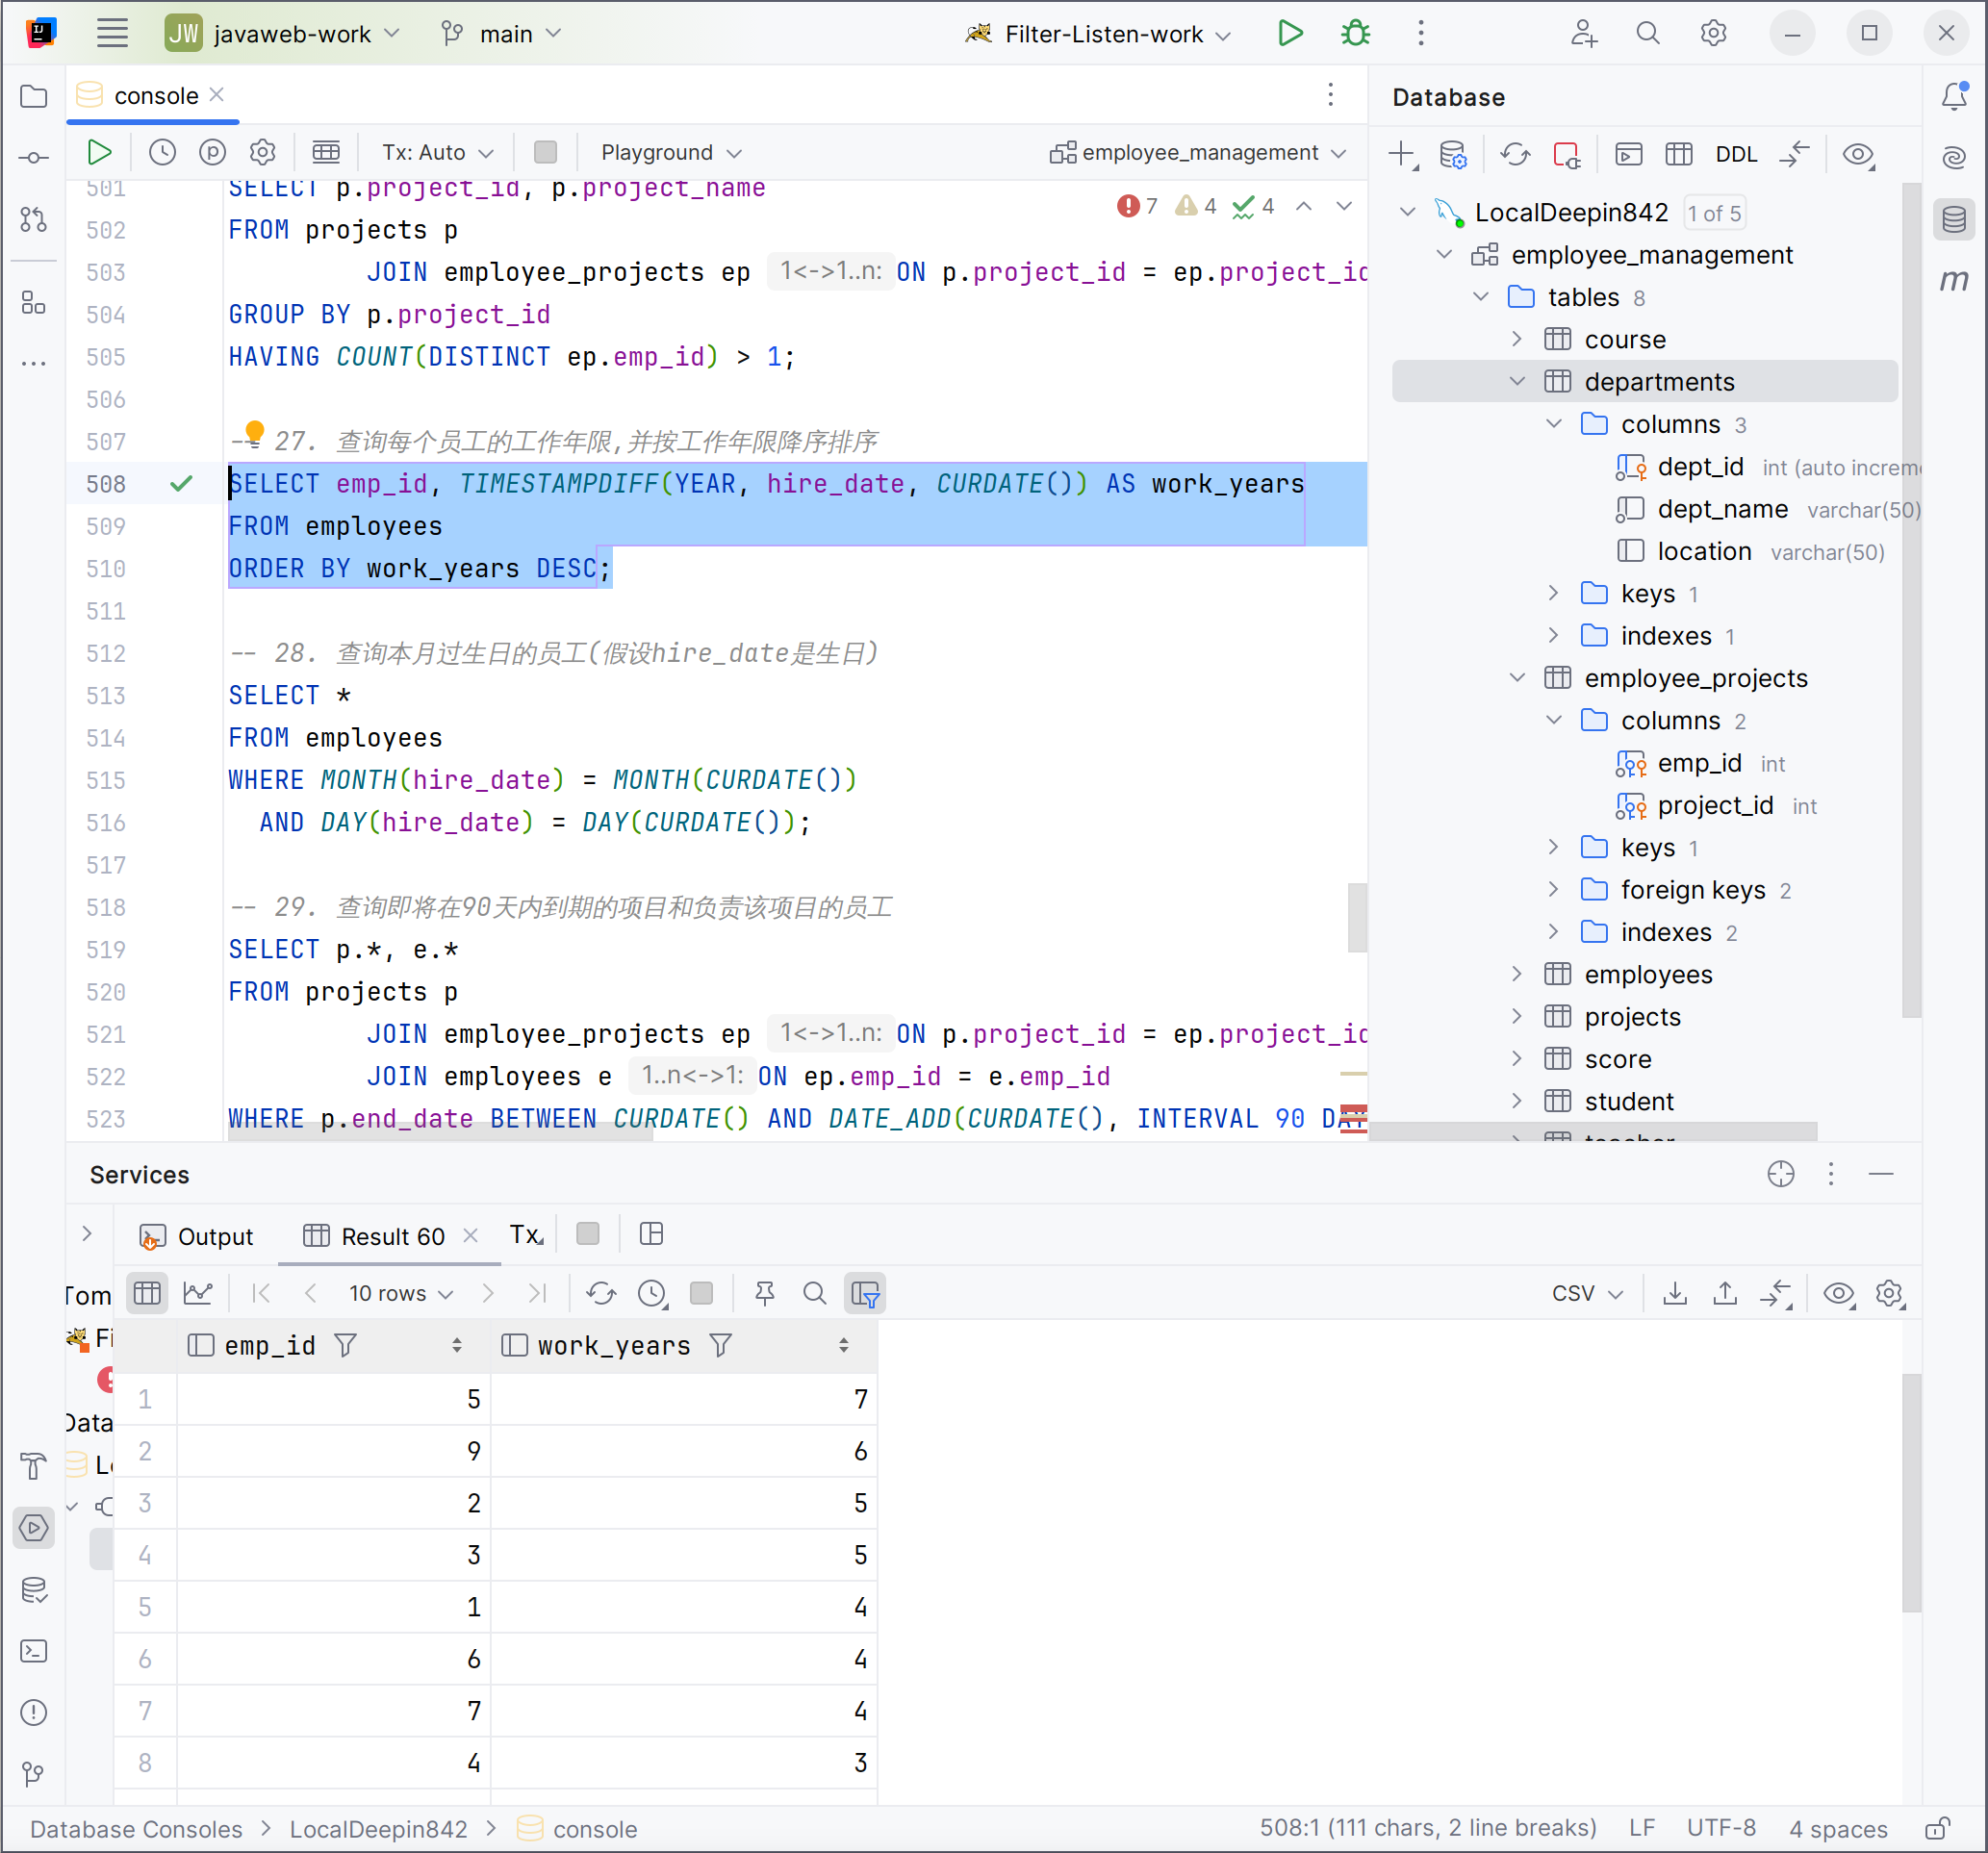 JW javaweb-work main Filter-Listen-work
console
Tx: Auto Playground employee_management
7 4 4
501 SELECT p.project_id, p.project_name
502 FROM projects p
503 JOIN employee_projects ep 1<->1..n: ON p.project_id = ep.project_id
504 GROUP BY p.project_id
505 HAVING COUNT(DISTINCT ep.emp_id) > 1;
506
507 -- 27. 查询每个员工的工作年限,并按工作年限降序排序
508 SELECT emp_id, TIMESTAMPDIFF(YEAR, hire_date, CURDATE()) AS work_years
509 FROM employees
510 ORDER BY work_years DESC;
511
512 -- 28. 查询本月过生日的员工(假设hire_date是生日)
513 SELECT *
514 FROM employees
515 WHERE MONTH(hire_date) = MONTH(CURDATE())
516 AND DAY(hire_date) = DAY(CURDATE());
517
518 -- 29. 查询即将在90天内到期的项目和负责该项目的员工
519 SELECT p.*, e.*
520 FROM projects p
521 JOIN employee_projects ep 1<->1..n: ON p.project_id = ep.project_id
522 JOIN employees e 1..n<->1: ON ep.emp_id = e.emp_id
523 WHERE p.end_date BETWEEN CURDATE() AND DATE_ADD(CURDATE(), INTERVAL 90 DAY
Database
DDL
LocalDeepin842 1 of 5
employee_management
tables 8
course
departments
columns 3
dept_id int (auto increme
dept_name varchar(50)
location varchar(50)
keys 1
indexes 1
employee_projects
columns 2
emp_id int
project_id int
keys 1
foreign keys 2
indexes 2
employees
projects
score
student
teacher
m
Services
Output Result 60 Tx
10 rows CSV
Tom
Fi
Data
Lo
emp_id work_years
1 5 7
2 9 6
3 2 5
4 3 5
5 1 4
6 6 4
7 7 4
8 4 3
Database Consoles > LocalDeepin842 > console 508:1 (111 chars, 2 line breaks) LF UTF-8 4 spaces